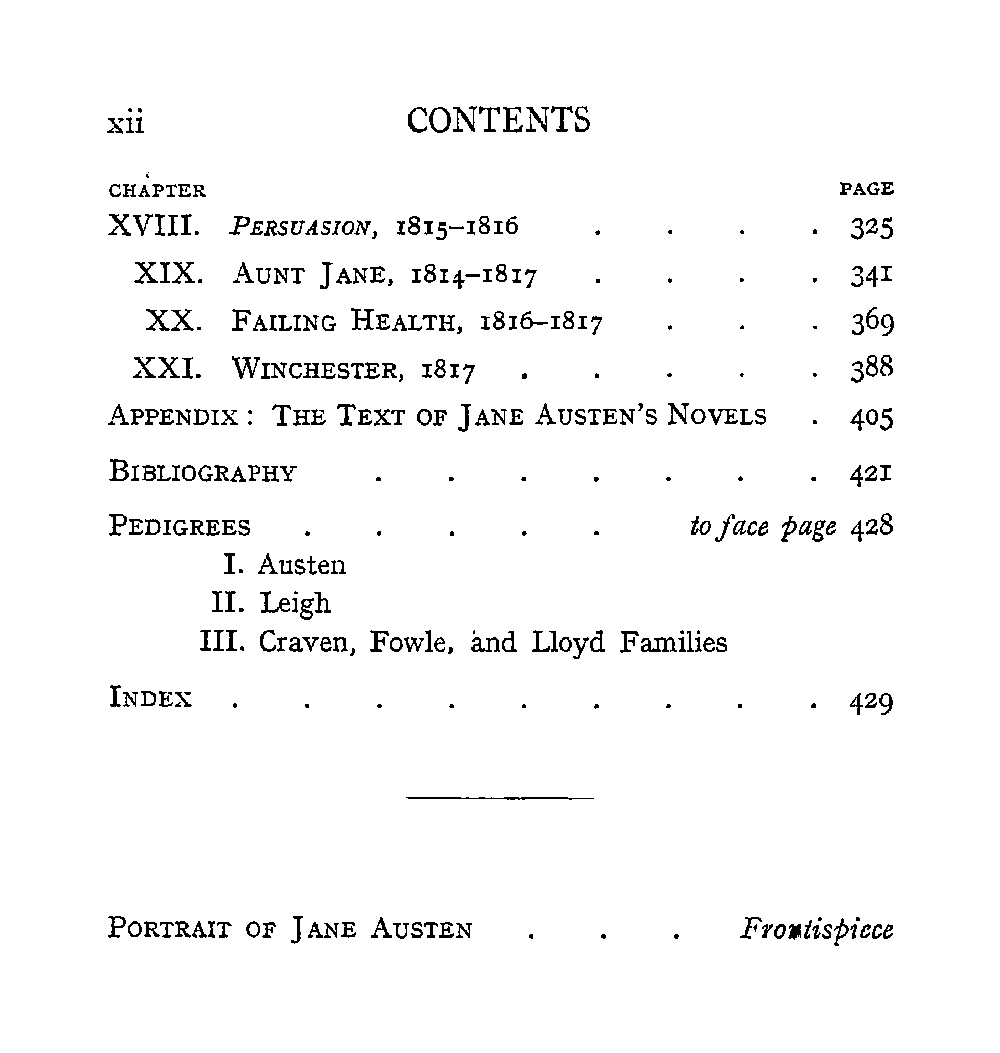 xii CONTENTS
CHAPTER PAGE
XVIII. PERSUASION, 1815–1816 . . . . 325
XIX. AUNT JANE, 1814–1817 . . . . 341
XX. FAILING HEALTH, 1816–1817 . . . 369
XXI. WINCHESTER, 1817 . . . . . 388
APPENDIX: THE TEXT OF JANE AUSTEN'S NOVELS . 405
BIBLIOGRAPHY . . . . . . . 421
PEDIGREES . . . . . to face page 428
I. Austen
II. Leigh
III. Craven, Fowle, and Lloyd Families
INDEX . . . . . . . . . 429
PORTRAIT OF JANE AUSTEN . . . Frontispiece